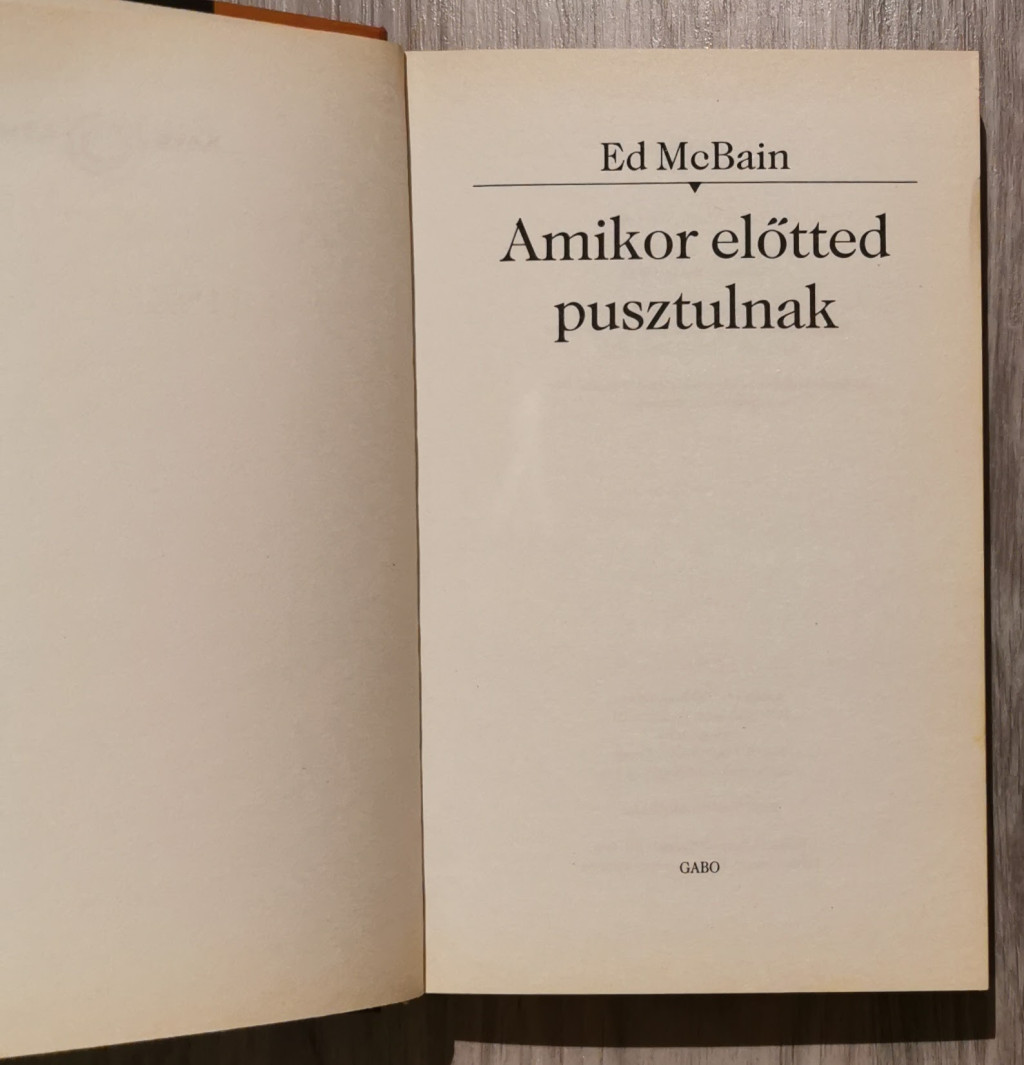 Ed McBain
Amikor előtted
pusztulnak
GABO